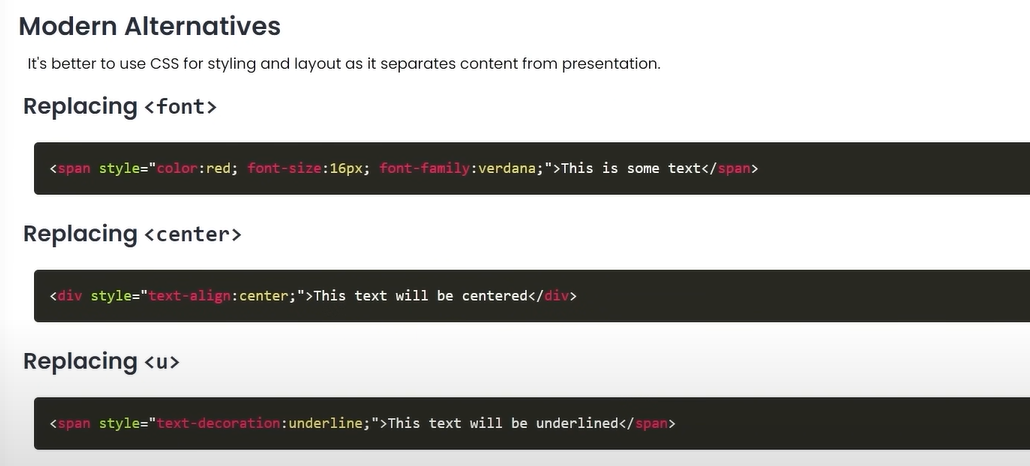 Modern Alternatives
It's better to use CSS for styling and layout as it separates content from presentation.
Replacing <font>
<span style="color:red; font-size:16px; font-family:verdana;">This is some text</span>
Replacing <center>
<div style="text-align:center;">This text will be centered</div>
Replacing <u>
<span style="text-decoration:underline;">This text will be underlined</span>